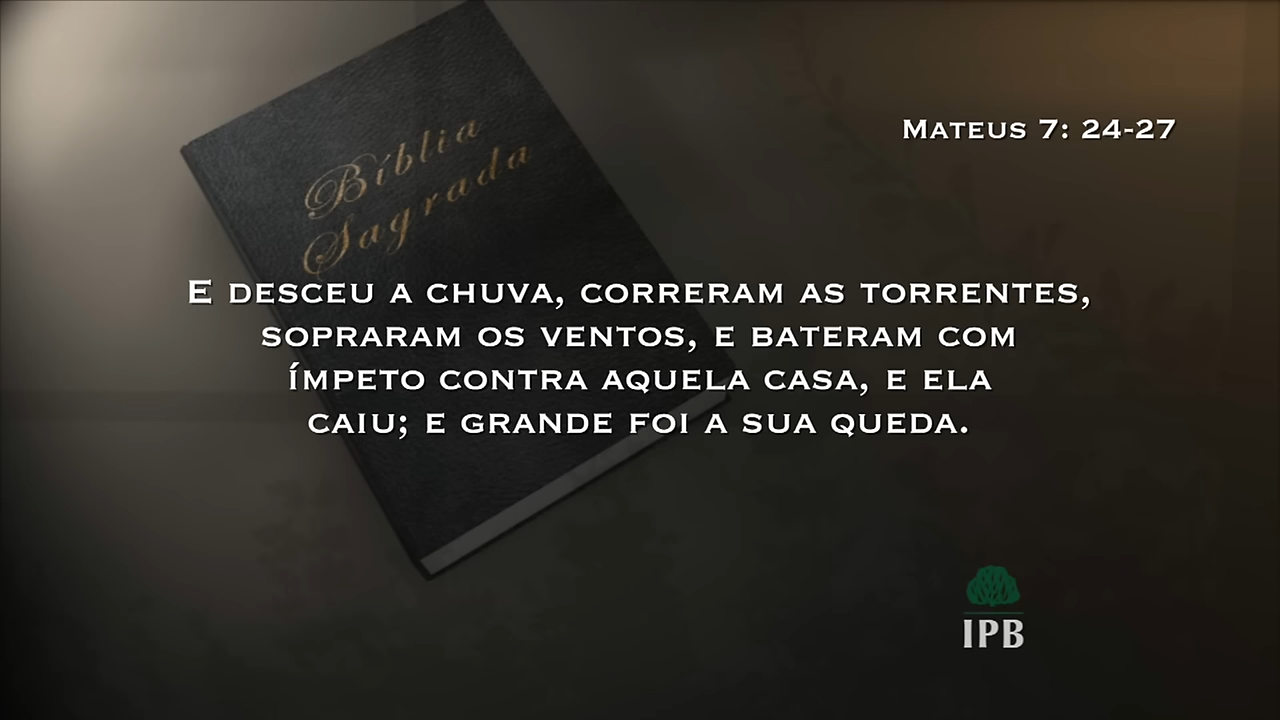 Mateus 7: 24-27
Bíblia
Sagrada
E DESCEU A CHUVA, CORRERAM AS TORRENTES,
SOPRARAM OS VENTOS, E BATERAM COM
ÍMPETO CONTRA AQUELA CASA, E ELA
CAIU; E GRANDE FOI A SUA QUEDA.
IPB